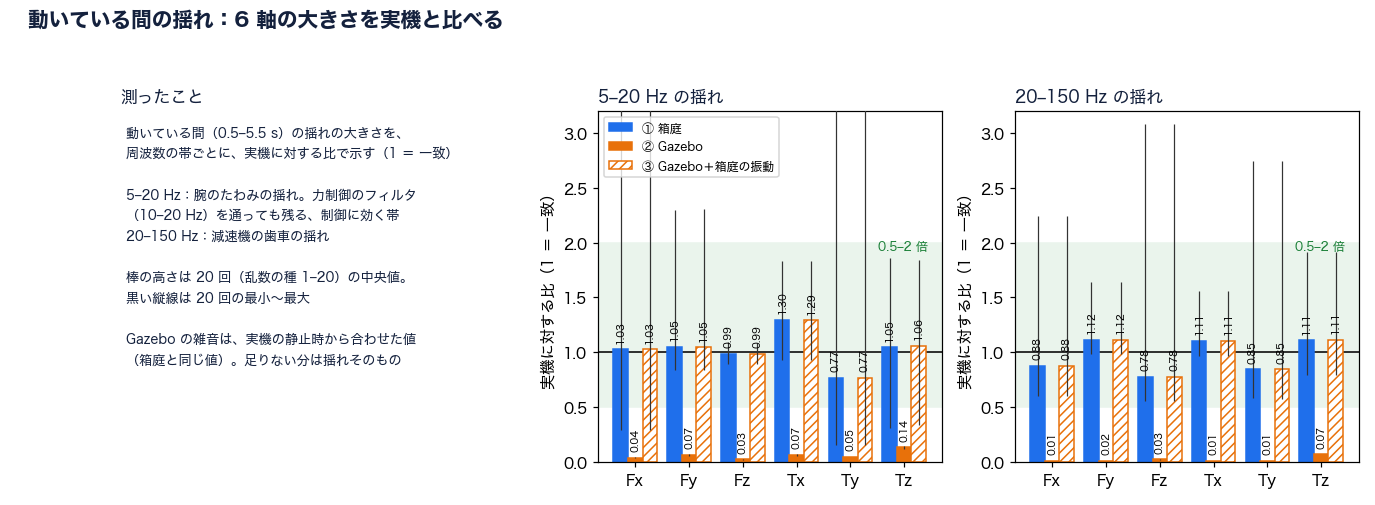 動いている間の揺れ：6 軸の大きさを実機と比べる
測ったこと
動いている間（0.5–5.5 s）の揺れの大きさを、
周波数の帯ごとに、実機に対する比で示す（1 ＝ 一致）
5–20 Hz：腕のたわみの揺れ。力制御のフィルタ
（10–20 Hz）を通っても残る、制御に効く帯
20–150 Hz：減速機の歯車の揺れ
棒の高さは 20 回（乱数の種 1–20）の中央値。
黒い縦線は 20 回の最小〜最大
Gazebo の雑音は、実機の静止時から合わせた値
（箱庭と同じ値）。足りない分は揺れそのもの
5–20 Hz の揺れ
実機に対する比（1 ＝ 一致）
3.0
2.5
2.0
1.5
1.0
0.5
0.0
① 箱庭
② Gazebo
③ Gazebo＋箱庭の振動
0.5–2 倍
1.03
0.04
1.03
1.05
0.07
1.05
0.99
0.03
0.99
1.30
0.07
1.29
0.77
0.05
0.77
1.05
0.14
1.06
Fx
Fy
Fz
Tx
Ty
Tz
20–150 Hz の揺れ
実機に対する比（1 ＝ 一致）
3.0
2.5
2.0
1.5
1.0
0.5
0.0
0.5–2 倍
0.88
0.01
0.88
1.12
0.02
1.12
0.78
0.03
0.78
1.11
0.01
1.11
0.85
0.01
0.85
1.11
0.07
1.11
Fx
Fy
Fz
Tx
Ty
Tz